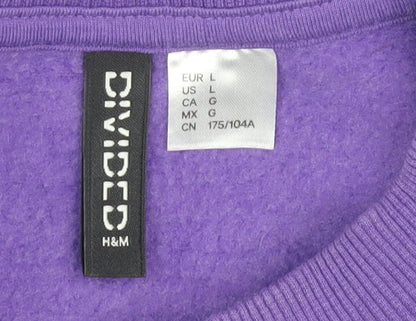 DIVIDED
H&M
EUR L
US L
CA G
MX G
CN 175/104A